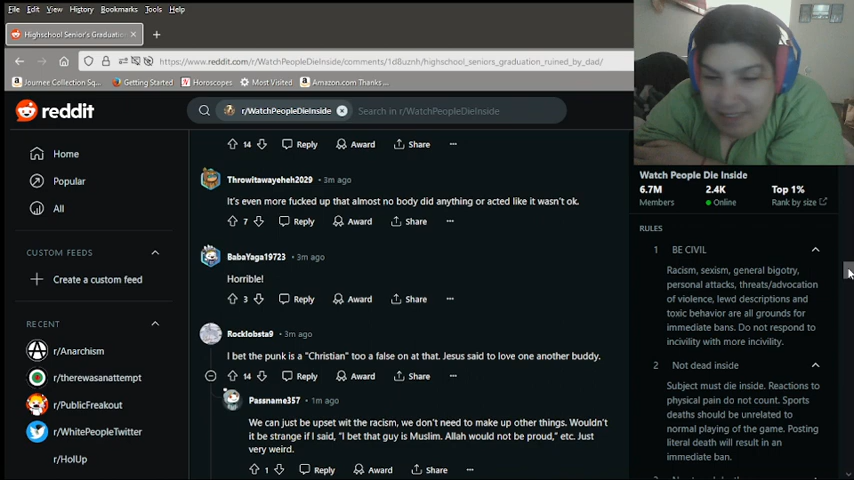 File Edit View History Bookmarks Tools Help
Highschool Senior's Graduatio
https://www.reddit.com/r/WatchPeopleDieInside/comments/1d8uznh/highschool_seniors_graduation_ruined_by_dad/
Journee Collection Sq... Getting Started Horoscopes Most Visited Amazon.com Thanks ...
reddit
r/WatchPeopleDieInside
Search in r/WatchPeopleDieInside
Home
Popular
All
CUSTOM FEEDS
Create a custom feed
RECENT
r/Anarchism
r/therewasanattempt
r/PublicFreakout
r/WhitePeopleTwitter
r/HolUp
14 Reply Award Share
Throwitawayeheh2029 • 3m ago
It's even more fucked up that almost no body did anything or acted like it wasn't ok.
7 Reply Award Share
BabaYaga19723 • 3m ago
Horrible!
3 Reply Award Share
Rocklobsta9 • 3m ago
I bet the punk is a "Christian" too a false on at that. Jesus said to love one another buddy.
14 Reply Award Share
Passname357 • 1m ago
We can just be upset wit the racism, we don't need to make up other things. Wouldn't
it be strange if I said, "I bet that guy is Muslim. Allah would not be proud," etc. Just
very weird.
1 Reply Award Share
Watch People Die Inside
6.7M 2.4K Top 1%
Members Online Rank by size
RULES
1 BE CIVIL
Racism, sexism, general bigotry,
personal attacks, threats/advocation
of violence, lewd descriptions and
toxic behavior are all grounds for
immediate bans. Do not respond to
incivility with more incivility.
2 Not dead inside
Subject must die inside. Reactions to
physical pain do not count. Sports
deaths should be unrelated to
normal playing of the game. Posting
literal death will result in an
immediate ban.